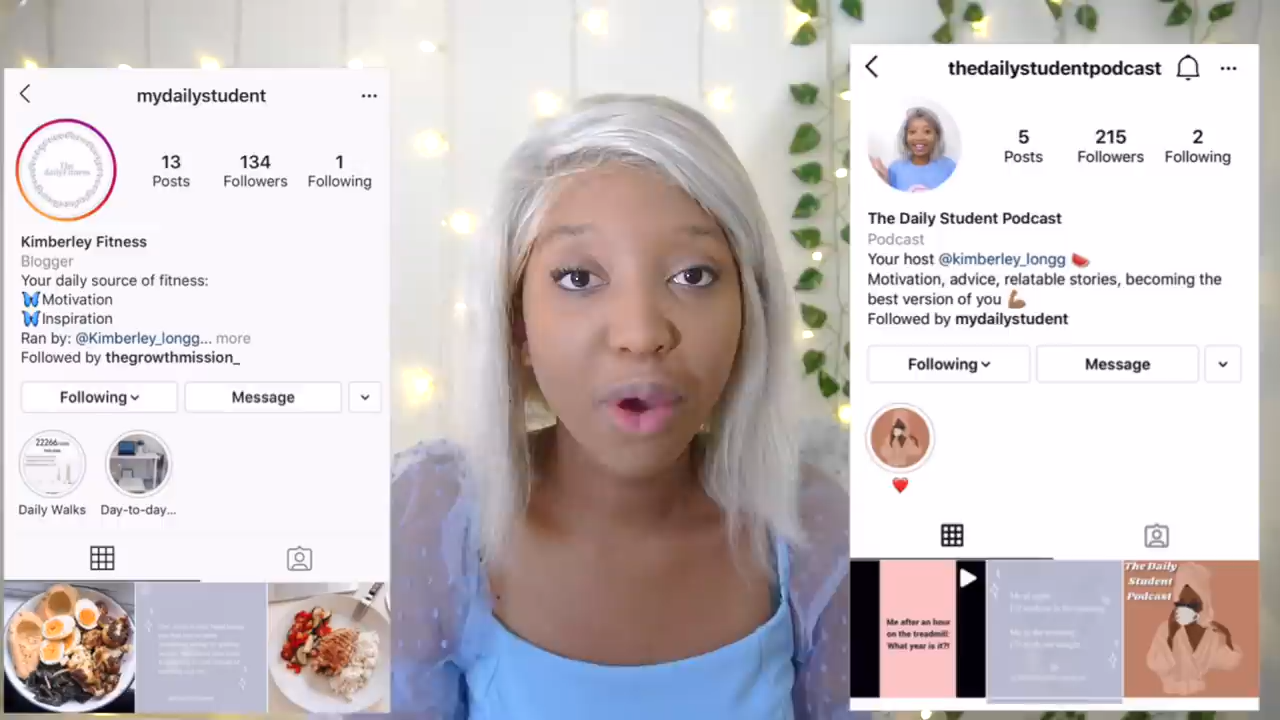 mydailystudent
The
dailyfitness
13
134
1
Posts
Followers
Following
Kimberley Fitness
Blogger
Your daily source of fitness:
🦋Motivation
🦋Inspiration
Ran by: @Kimberley_longg... more
Followed by thegrowthmission_
Following
Message
22266
Daily Walks
Day-to-day...
thedailystudentpodcast
5
215
2
Posts
Followers
Following
The Daily Student Podcast
Podcast
Your host @kimberley_longg 🍉
Motivation, advice, relatable stories, becoming the
best version of you 💪🏾
Followed by mydailystudent
Following
Message
❤️
Me after an hour
on the treadmill:
What year is it?!
The Daily
Student
Podcast